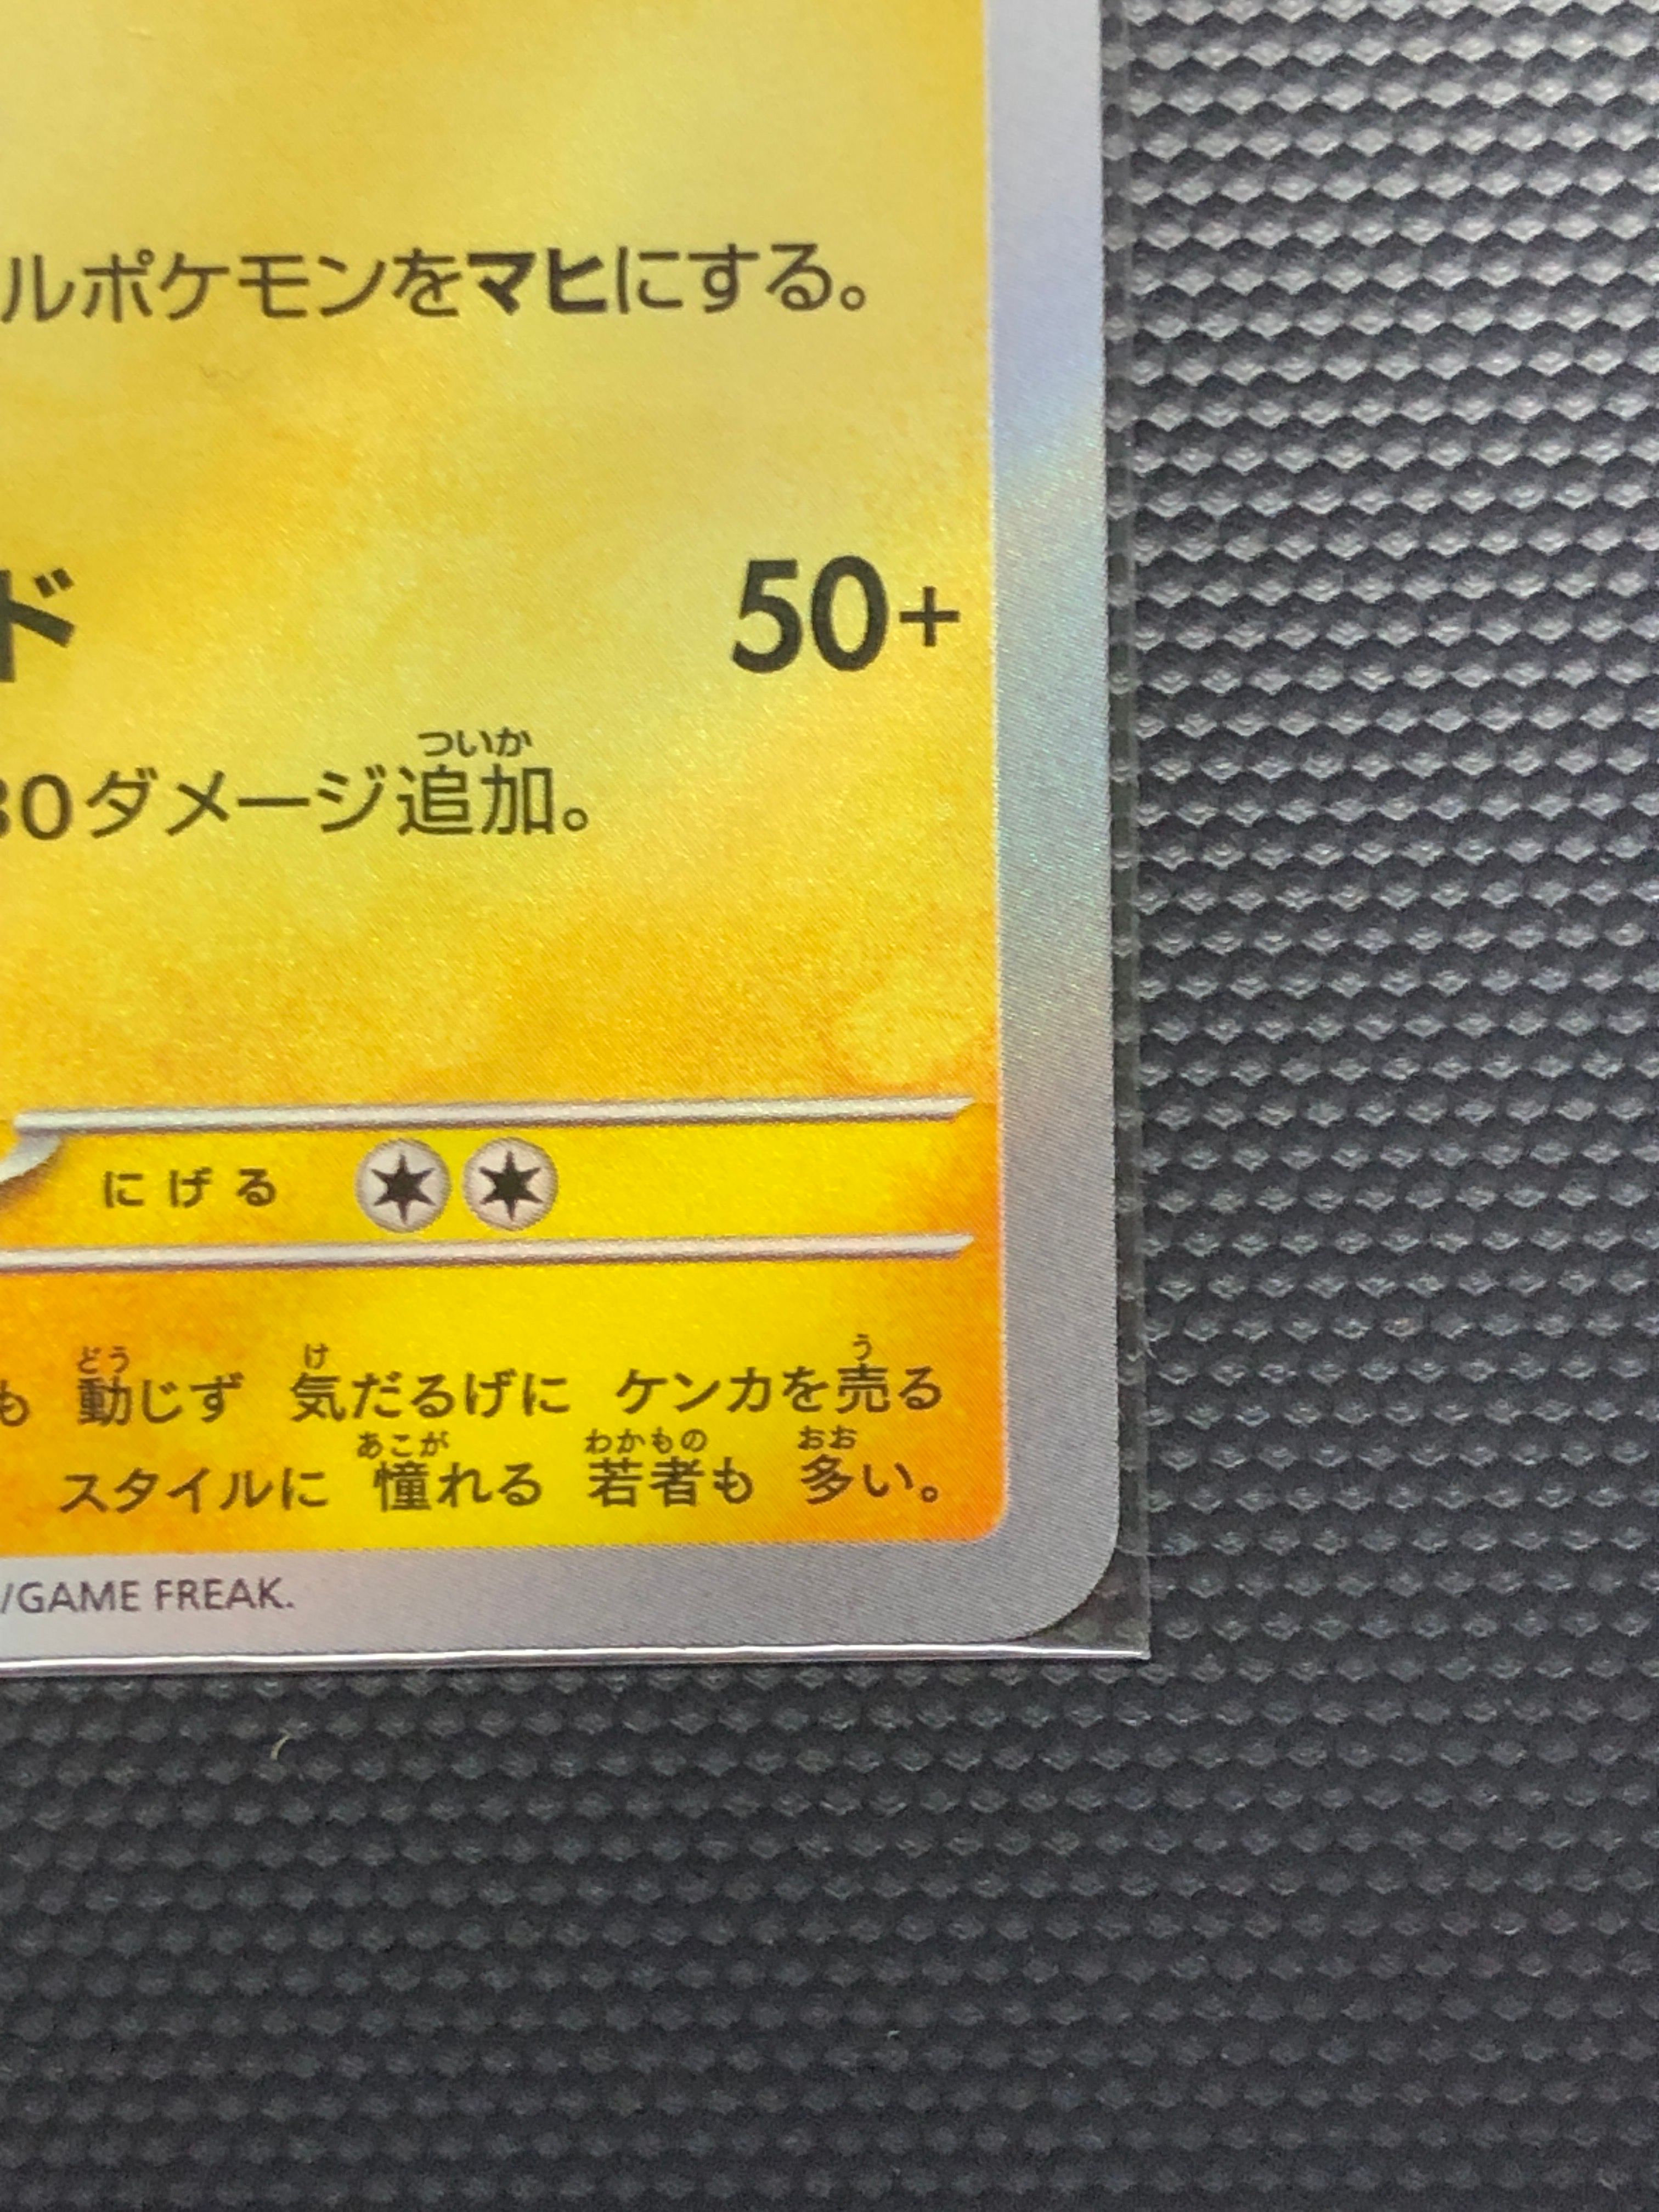 ルポケモンをマヒにする。
ド 50+
ついか
30ダメージ追加。
にげる
どう け う
も 動じず 気だるげに ケンカを売る
あこが わかもの おお
スタイルに 憧れる 若者も 多い。
/GAME FREAK.